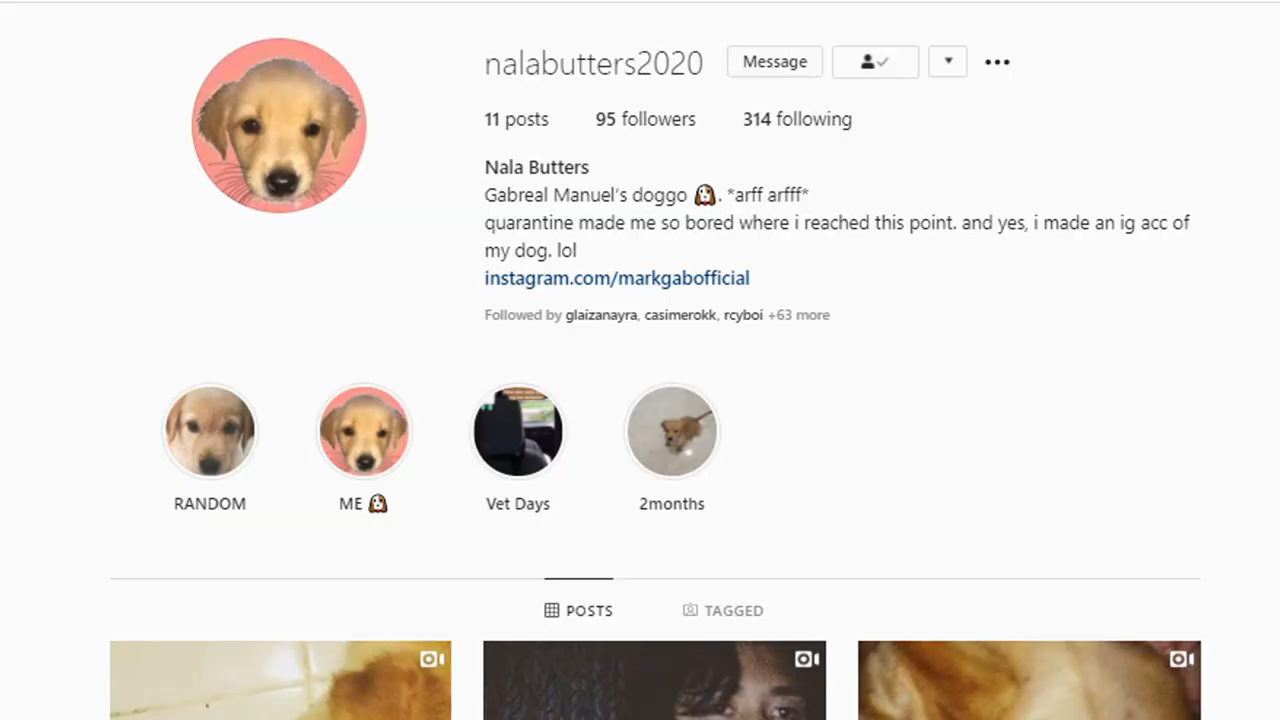 nalabutters2020 Message
11 posts 95 followers 314 following
Nala Butters
Gabreal Manuel's doggo 🐶. *arff arfff*
quarantine made me so bored where i reached this point. and yes, i made an ig acc of
my dog. lol
instagram.com/markgabofficial
Followed by glaizanayra, casimerokk, rcyboi +63 more
RANDOM ME 🐶 Vet Days 2months
POSTS TAGGED